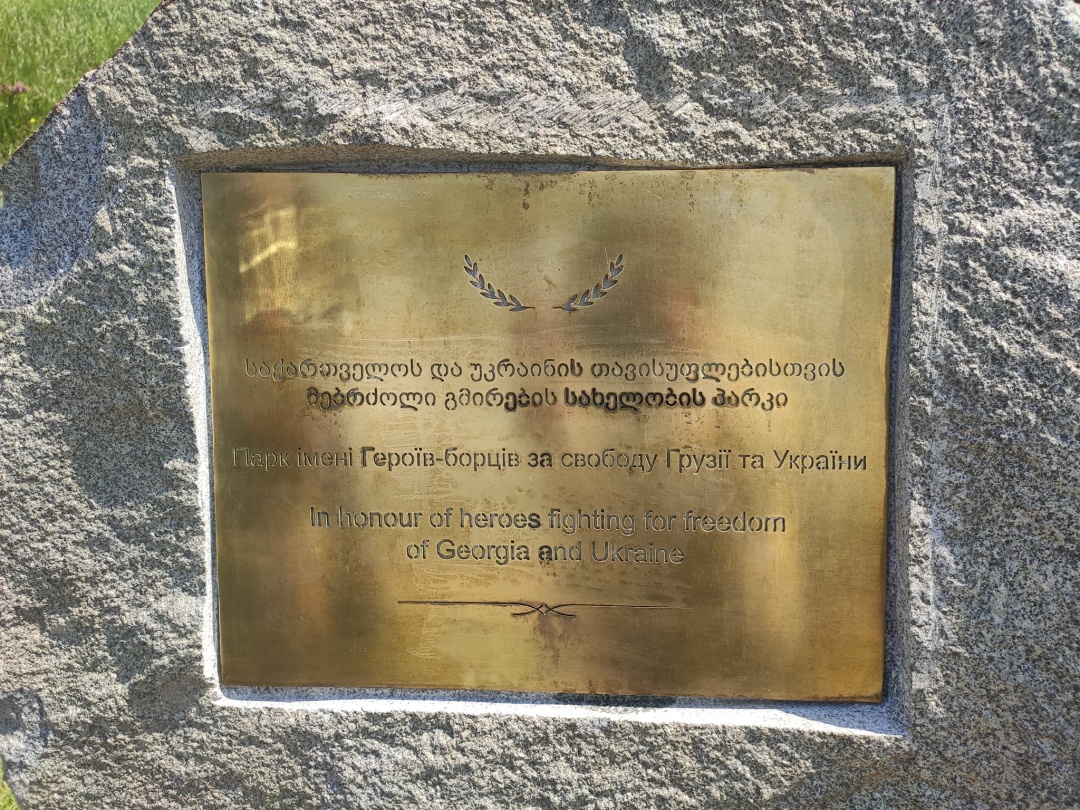 საქართველოს და უკრაინის თავისუფლებისთვის
მებრძოლი გმირების სახელობის პარკი
Парк імені Героїв-борців за свободу Грузії та України
In honour of heroes fighting for freedom
of Georgia and Ukraine